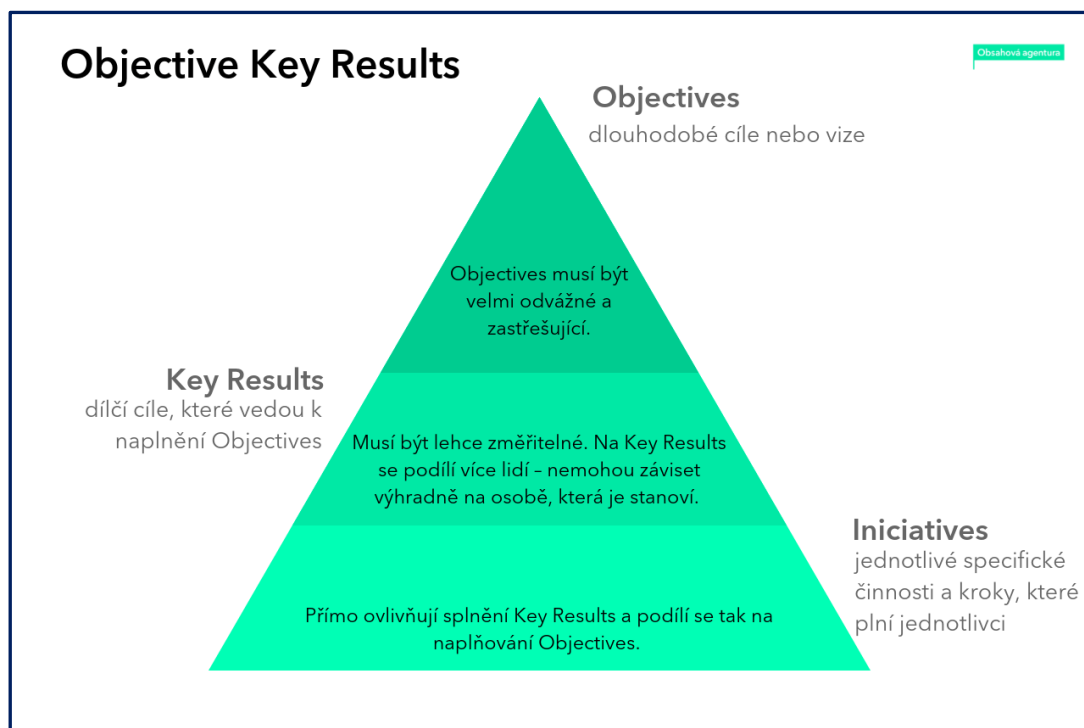 Objective Key Results
Obsahová agentura
Objectives
dlouhodobé cíle nebo vize
Objectives musí být
velmi odvážné a
zastřešující.
Key Results
dílčí cíle, které vedou k
naplnění Objectives
Musí být lehce změřitelné. Na Key Results
se podílí více lidí – nemohou záviset
výhradně na osobě, která je stanoví.
Iniciatives
jednotlivé specifické
činnosti a kroky, které
plní jednotlivci
Přímo ovlivňují splnění Key Results a podílí se tak na
naplňování Objectives.